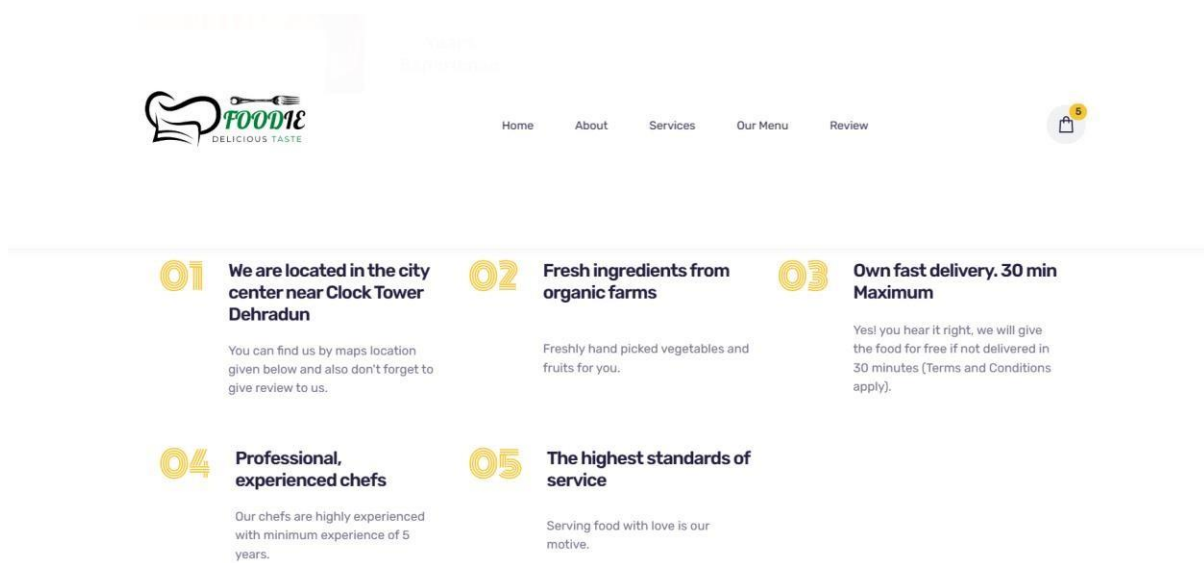 FOODIE
DELICIOUS TASTE
Home About Services Our Menu Review
5
01
We are located in the city
center near Clock Tower
Dehradun
You can find us by maps location
given below and also don't forget to
give review to us.
02
Fresh ingredients from
organic farms
Freshly hand picked vegetables and
fruits for you.
03
Own fast delivery. 30 min
Maximum
Yes! you hear it right, we will give
the food for free if not delivered in
30 minutes (Terms and Conditions
apply).
04
Professional,
experienced chefs
Our chefs are highly experienced
with minimum experience of 5
years.
05
The highest standards of
service
Serving food with love is our
motive.